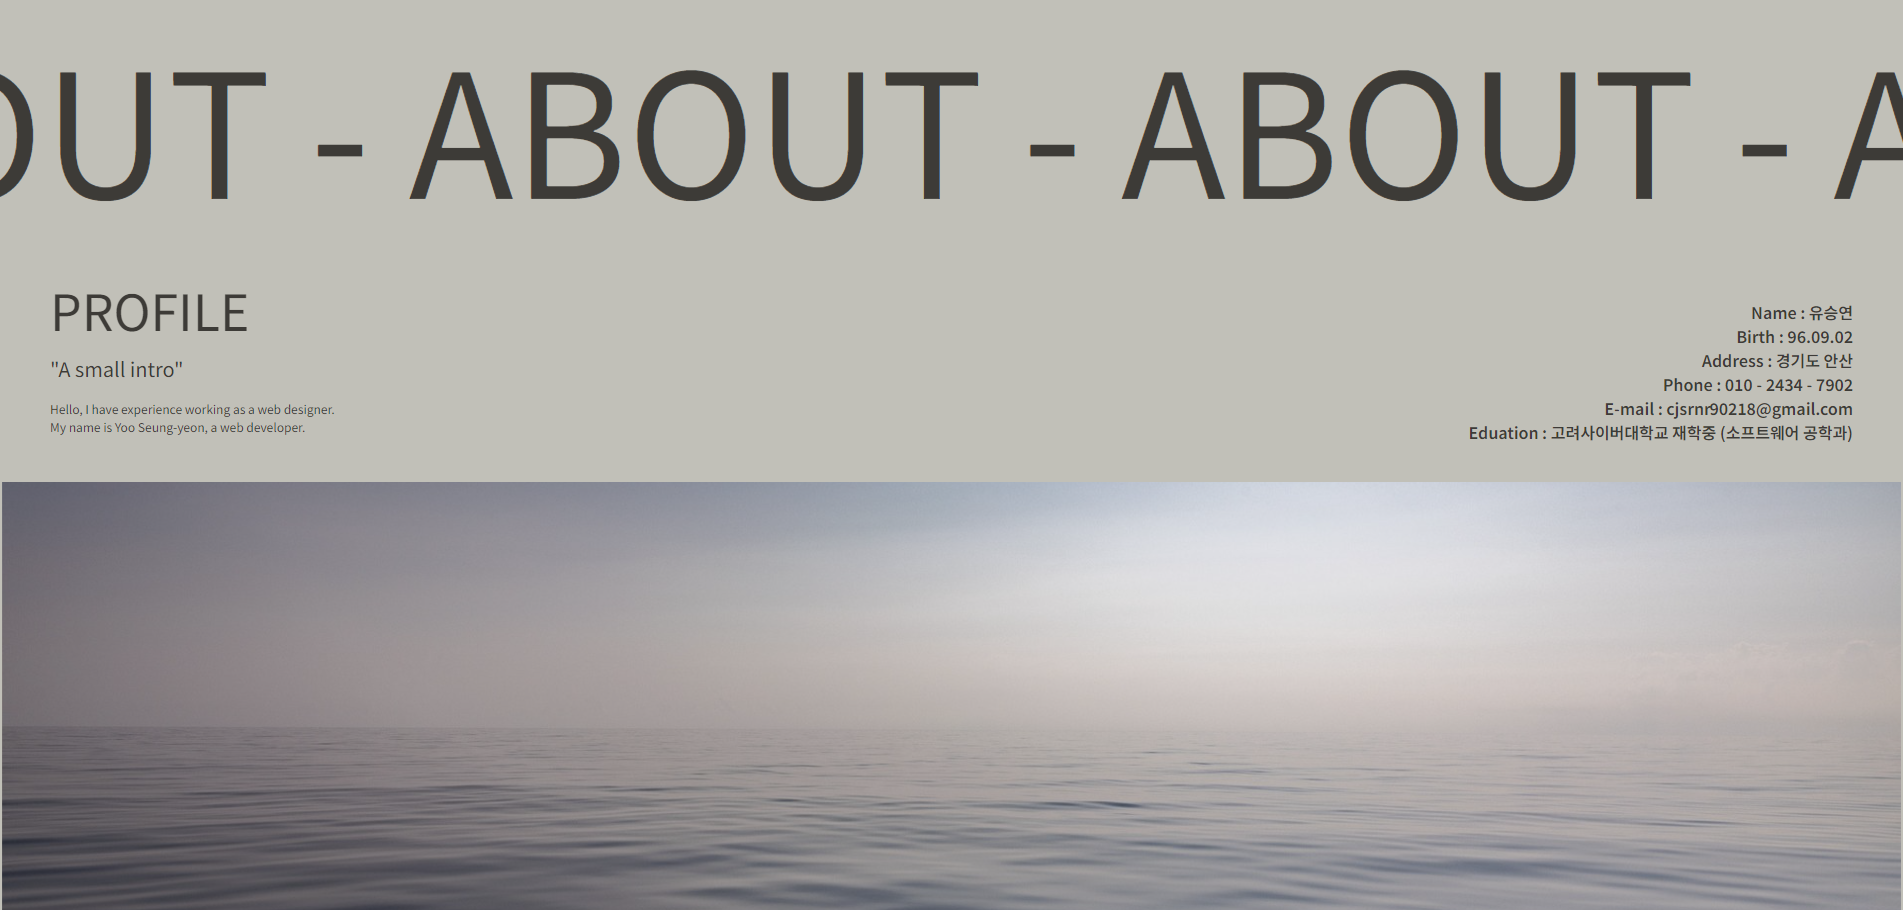 OUT - ABOUT - ABOUT - A
PROFILE
"A small intro"
Hello, I have experience working as a web designer.
My name is Yoo Seung-yeon, a web developer.
Name : 유승연
Birth : 96.09.02
Address : 경기도 안산
Phone : 010 - 2434 - 7902
E-mail : cjsrnr90218@gmail.com
Eduation : 고려사이버대학교 재학중 (소프트웨어 공학과)